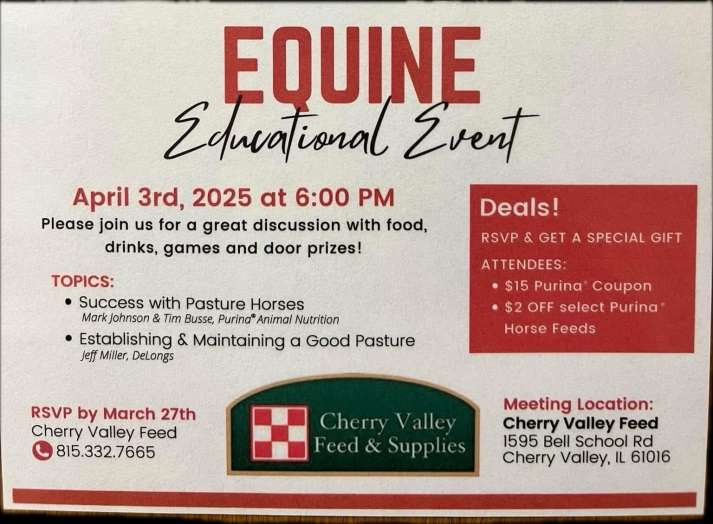 EQUINE
Educational Event
April 3rd, 2025 at 6:00 PM
Please join us for a great discussion with food,
drinks, games and door prizes!
TOPICS:
• Success with Pasture Horses
Mark Johnson & Tim Busse, Purina® Animal Nutrition
• Establishing & Maintaining a Good Pasture
Jeff Miller, DeLongs
Deals!
RSVP & GET A SPECIAL GIFT
ATTENDEES:
• $15 Purina® Coupon
• $2 OFF select Purina®
Horse Feeds
RSVP by March 27th
Cherry Valley Feed
815.332.7665
Cherry Valley
Feed & Supplies
Meeting Location:
Cherry Valley Feed
1595 Bell School Rd
Cherry Valley, IL 61016